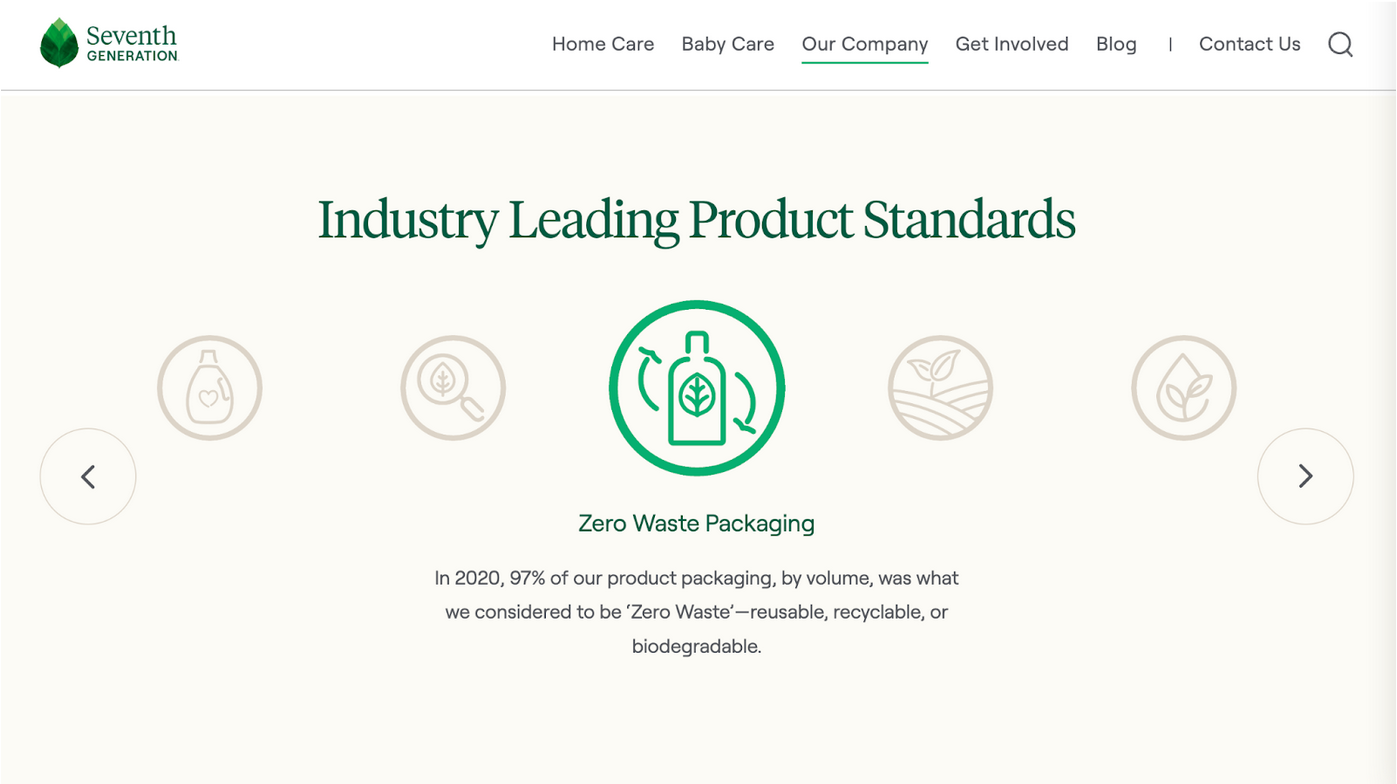 Seventh
GENERATION
Home Care Baby Care Our Company Get Involved Blog | Contact Us
Industry Leading Product Standards
Zero Waste Packaging
In 2020, 97% of our product packaging, by volume, was what
we considered to be ‘Zero Waste’—reusable, recyclable, or
biodegradable.